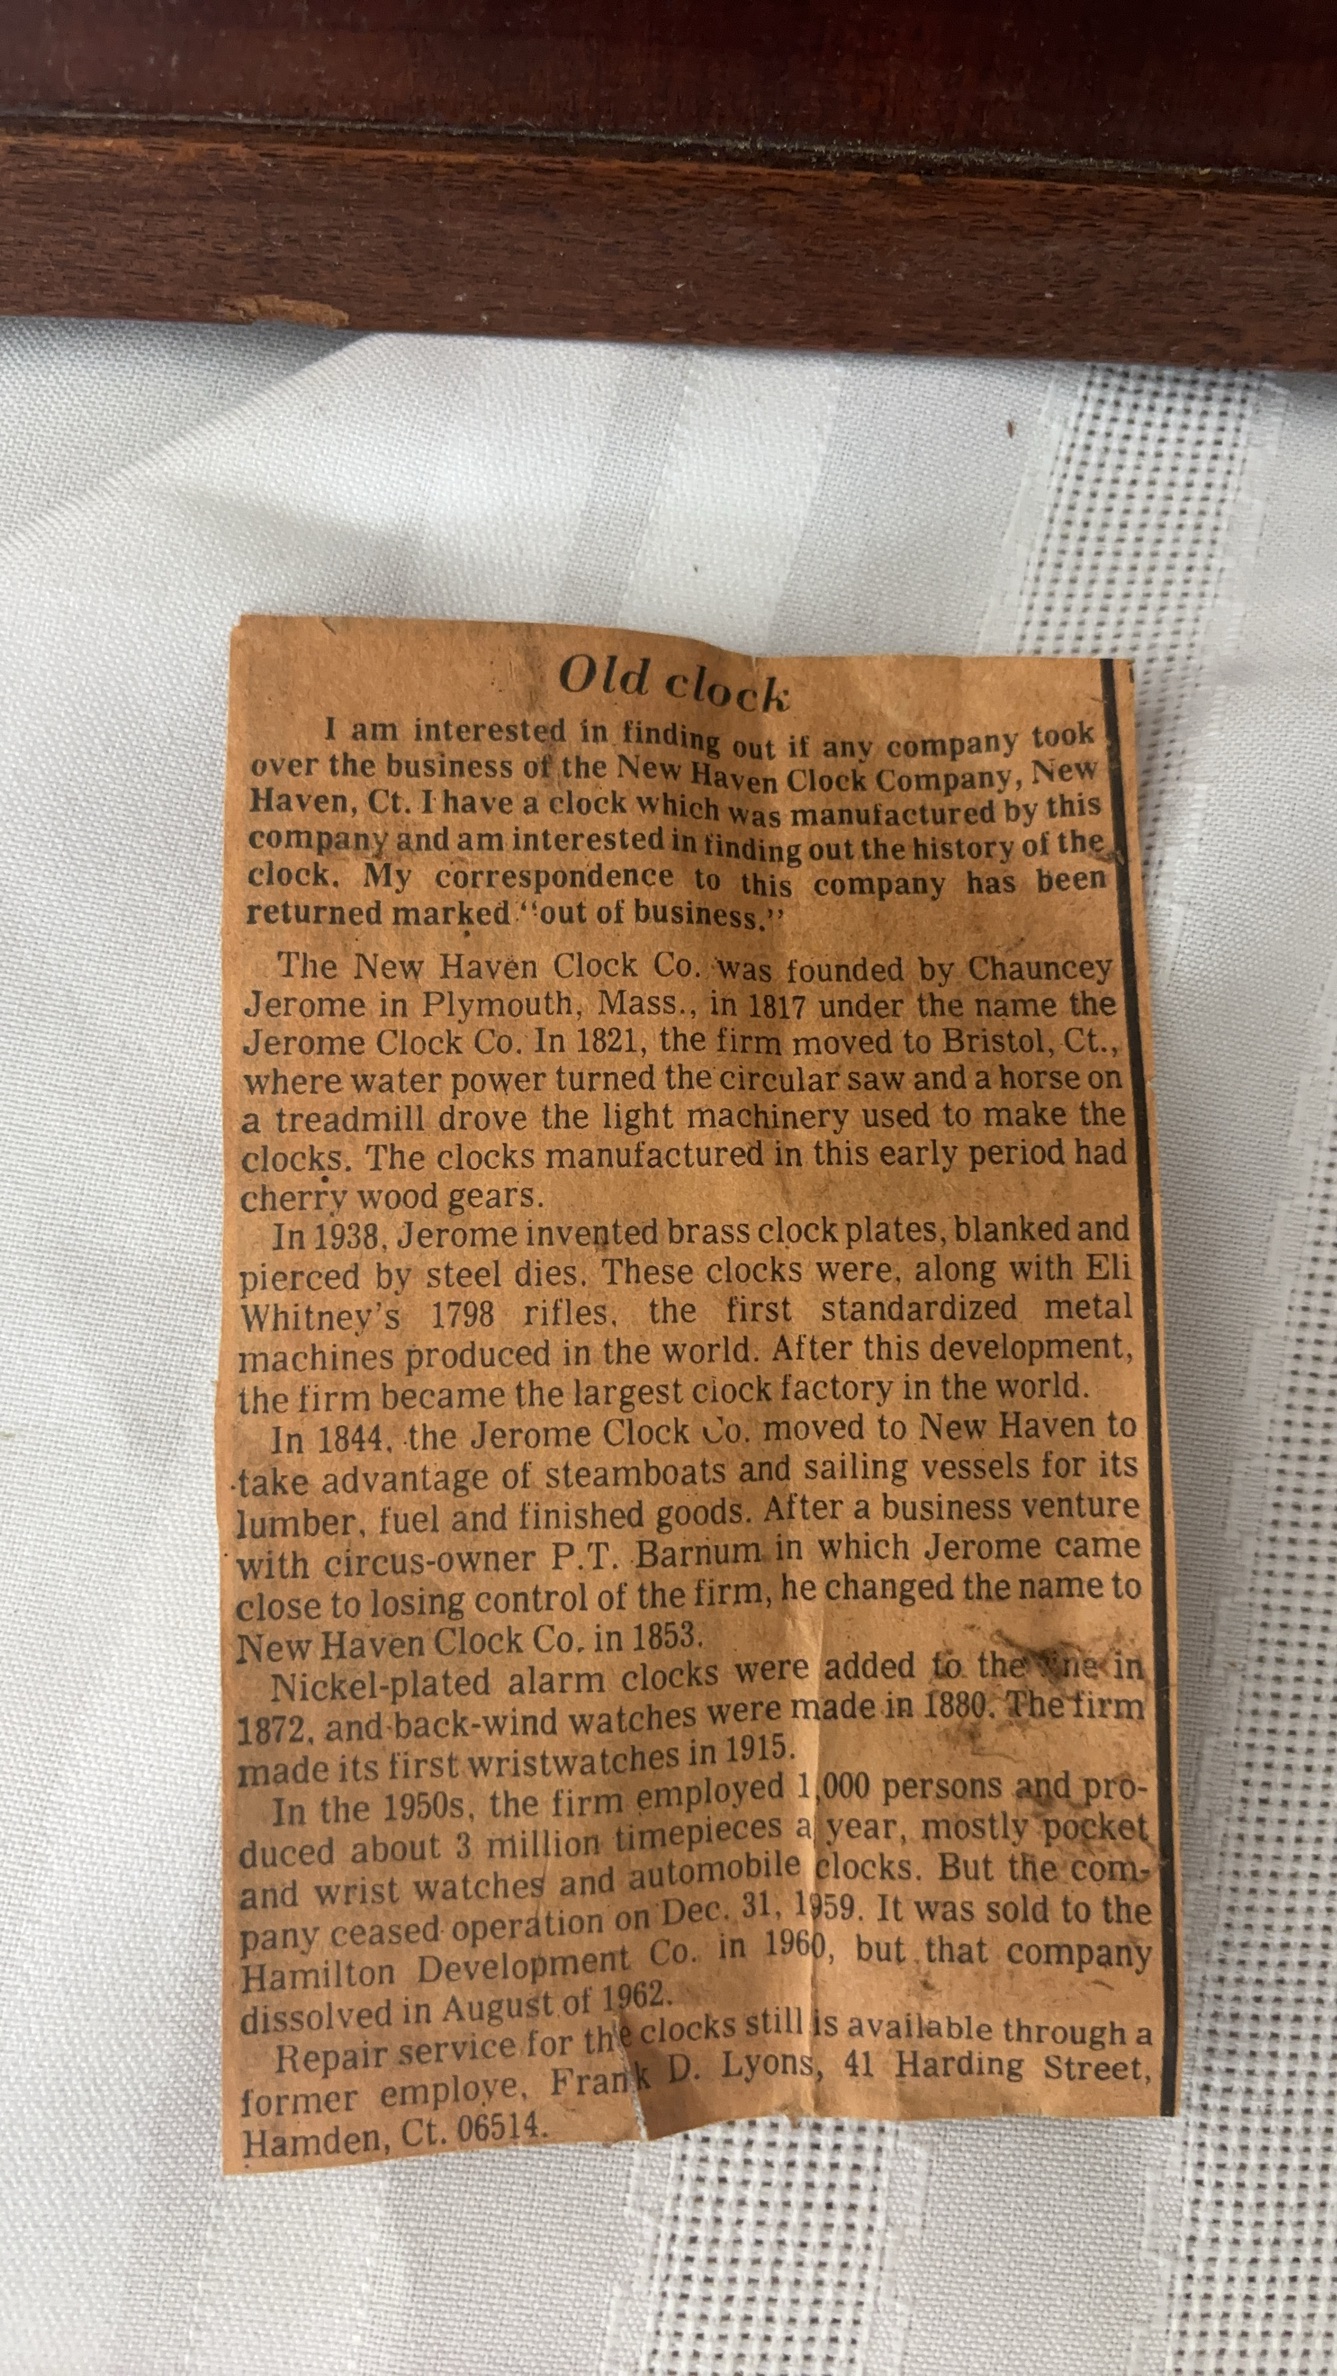 Old clock
I am interested in finding out if any company took
over the business of the New Haven Clock Company, New
Haven, Ct. I have a clock which was manufactured by this
company and am interested in finding out the history of the
clock. My correspondence to this company has been
returned marked "out of business."
The New Haven Clock Co. was founded by Chauncey
Jerome in Plymouth, Mass., in 1817 under the name the
Jerome Clock Co. In 1821, the firm moved to Bristol, Ct.,
where water power turned the circular saw and a horse on
a treadmill drove the light machinery used to make the
clocks. The clocks manufactured in this early period had
cherry wood gears.
In 1938, Jerome invented brass clock plates, blanked and
pierced by steel dies. These clocks were, along with Eli
Whitney's 1798 rifles, the first standardized metal
machines produced in the world. After this development,
the firm became the largest clock factory in the world.
In 1844, the Jerome Clock Co. moved to New Haven to
take advantage of steamboats and sailing vessels for its
lumber, fuel and finished goods. After a business venture
with circus-owner P.T. Barnum in which Jerome came
close to losing control of the firm, he changed the name to
New Haven Clock Co. in 1853.
Nickel-plated alarm clocks were added to the line in
1872, and back-wind watches were made in 1880. The firm
made its first wristwatches in 1915.
In the 1950s, the firm employed 1,000 persons and pro-
duced about 3 million timepieces a year, mostly pocket
and wrist watches and automobile clocks. But the com-
pany ceased operation on Dec. 31, 1959. It was sold to the
Hamilton Development Co. in 1960, but that company
dissolved in August of 1962.
Repair service for the clocks still is available through a
former employe, Frank D. Lyons, 41 Harding Street,
Hamden, Ct. 06514.